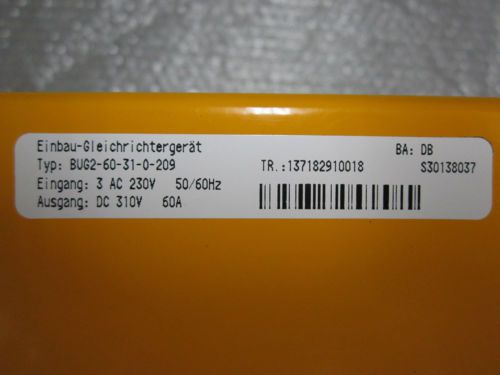 Einbau-Gleichrichtergerät BA: DB
Typ: BUG2-60-31-0-209 TR.:137182910018 S30138037
Eingang: 3 AC 230V 50/60Hz
Ausgang: DC 310V 60A